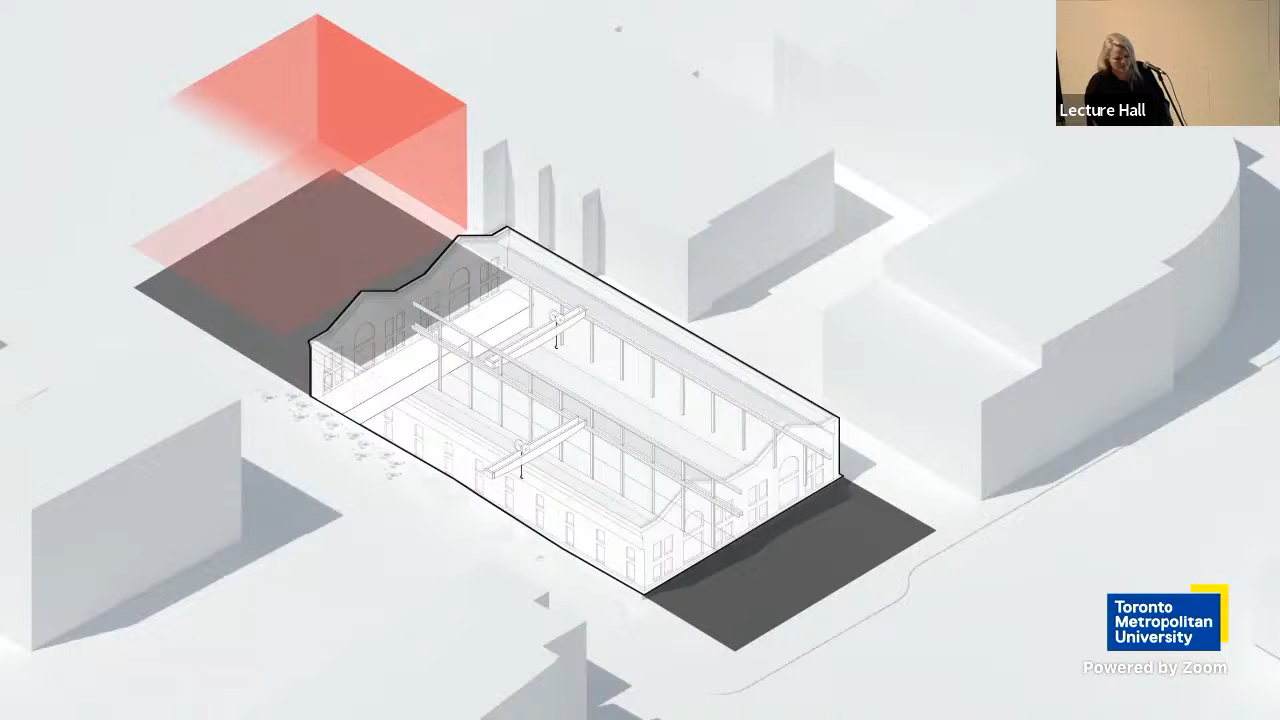 Lecture Hall
Toronto
Metropolitan
University
Powered by Zoom